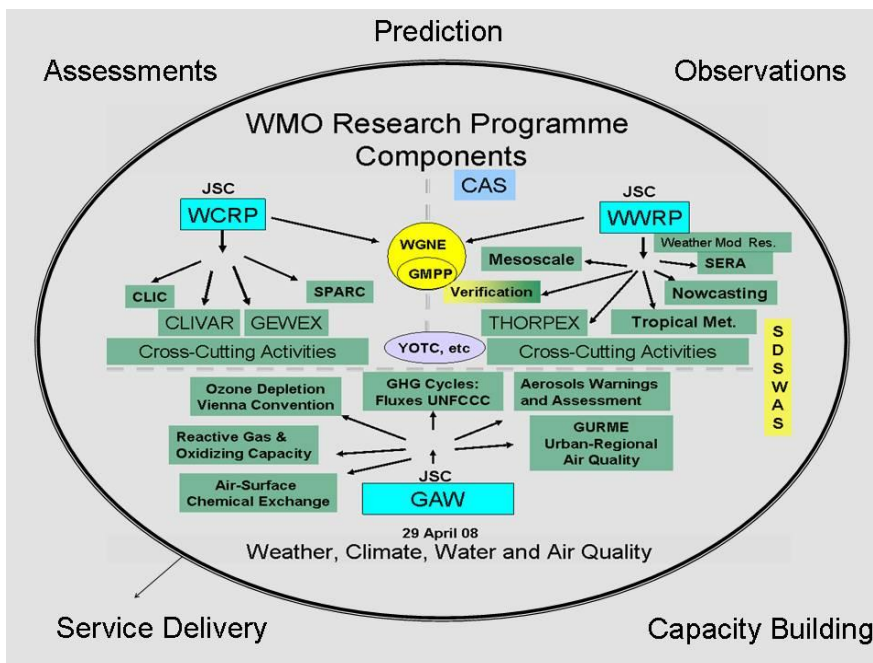 Prediction
Assessments
Observations
WMO Research Programme
Components
JSC
WCRP
CAS
JSC
WWRP
WGNE
GMPP
Weather Mod Res.
Mesoscale
SERA
CLIC
SPARC
Verification
Nowcasting
CLIVAR
GEWEX
THORPEX
Tropical Met.
Cross-Cutting Activities
YOTC, etc
Cross-Cutting Activities
S
D
S
W
A
S
Ozone Depletion
Vienna Convention
GHG Cycles:
Fluxes UNFCCC
Aerosols Warnings
and Assessment
Reactive Gas &
Oxidizing Capacity
GURME
Urban-Regional
Air Quality
Air-Surface
Chemical Exchange
JSC
GAW
29 April 08
Weather, Climate, Water and Air Quality
Service Delivery
Capacity Building